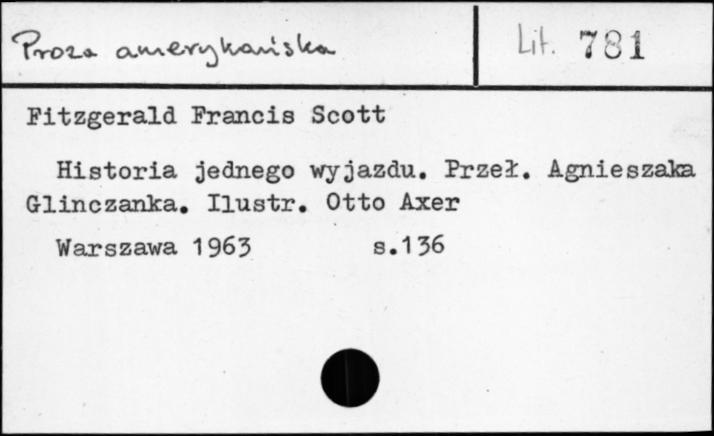 Proza amerykańska
Lit. 781
Fitzgerald Francis Scott
Historia jednego wyjazdu. Przeł. Agnieszaka
Glinczanka. Ilustr. Otto Axer
Warszawa 1963 s.136